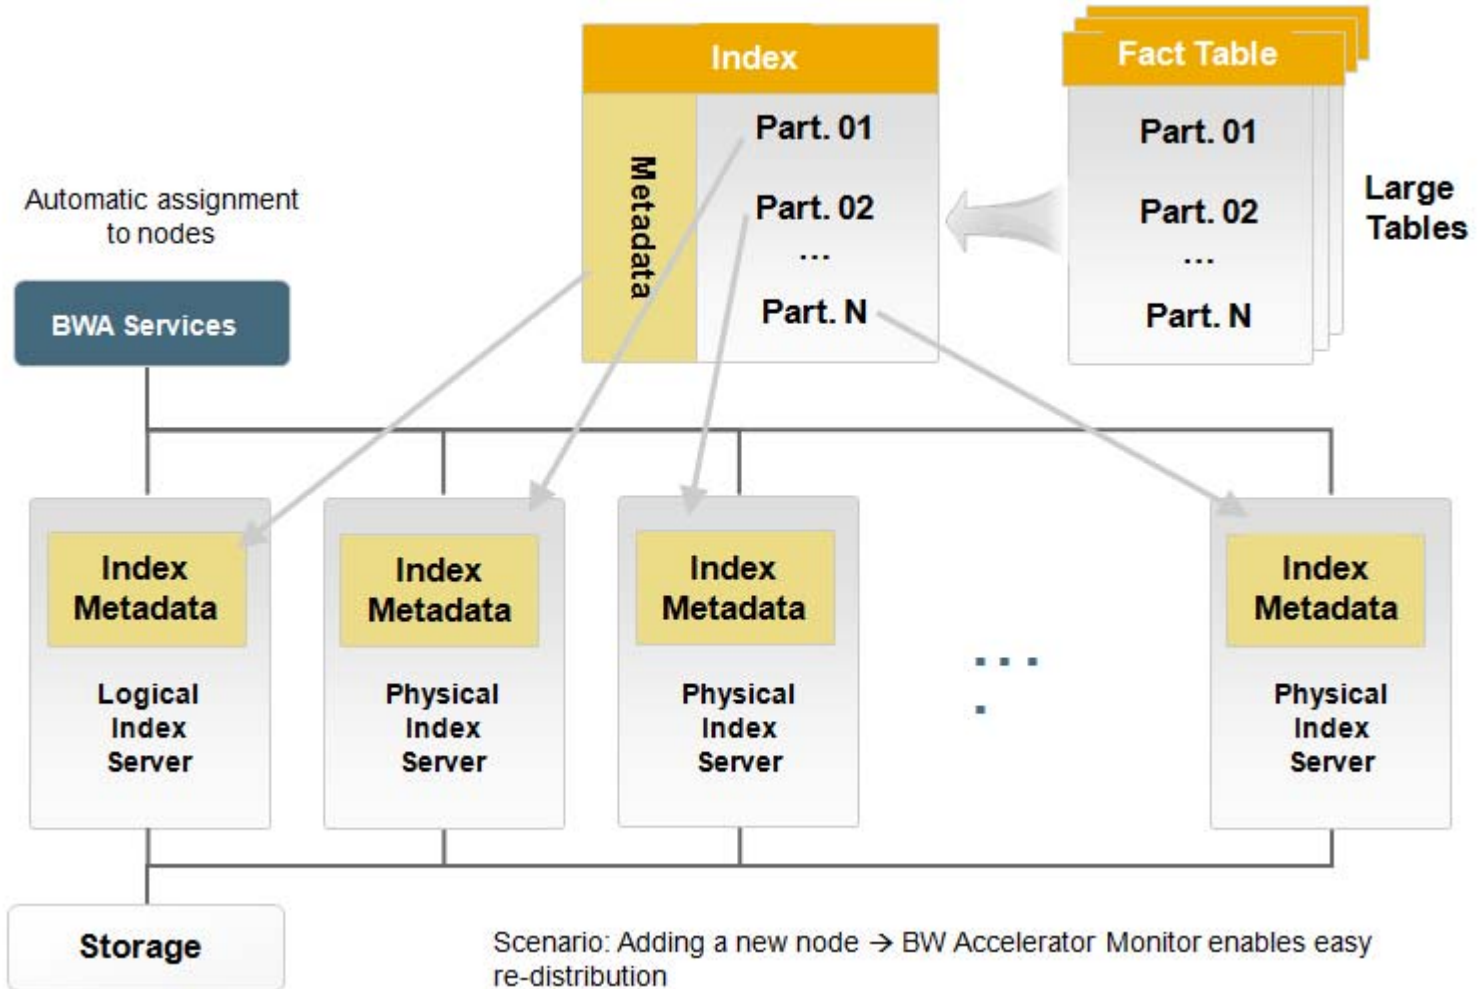 Index
Fact Table
Metadata
Part. 01
Part. 02
...
Part. N
Part. 01
Part. 02
...
Part. N
Large
Tables
Automatic assignment
to nodes
BWA Services
Index
Metadata
Logical
Index
Server
Index
Metadata
Physical
Index
Server
Index
Metadata
Physical
Index
Server
. . .
.
Index
Metadata
Physical
Index
Server
Storage
Scenario: Adding a new node → BW Accelerator Monitor enables easy
re-distribution